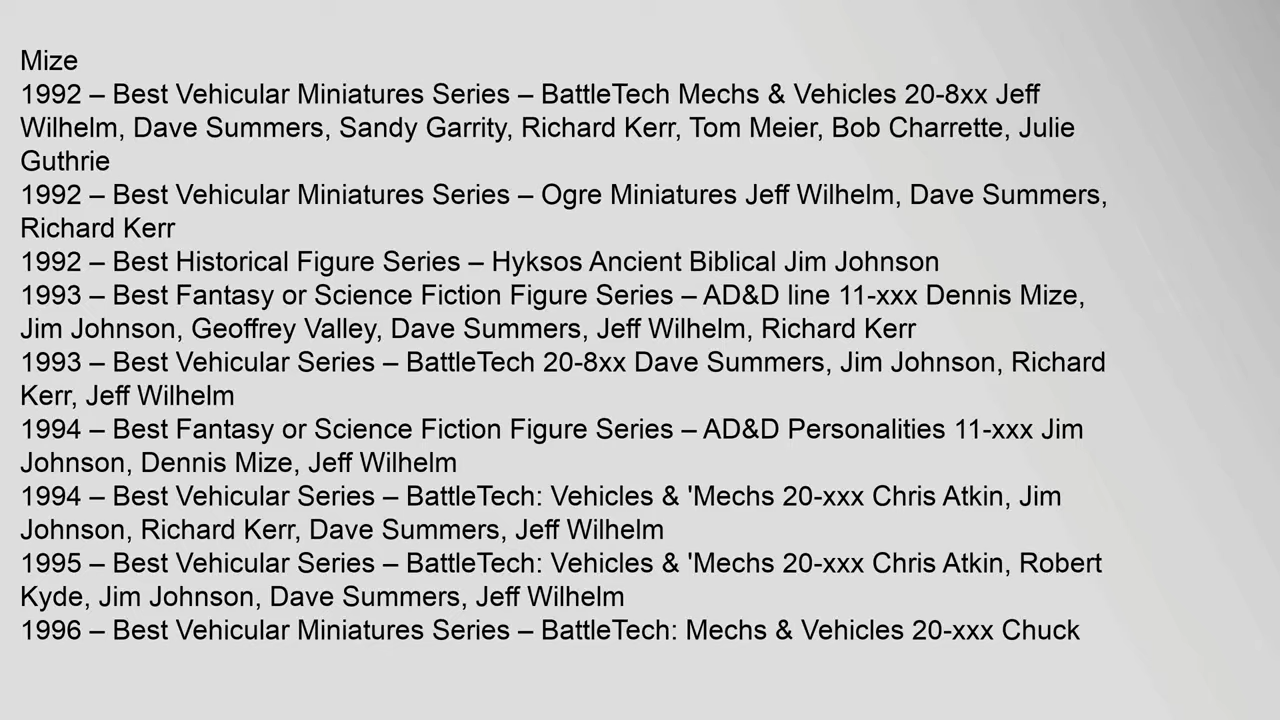 Mize
1992 – Best Vehicular Miniatures Series – BattleTech Mechs & Vehicles 20-8xx Jeff
Wilhelm, Dave Summers, Sandy Garrity, Richard Kerr, Tom Meier, Bob Charrette, Julie
Guthrie
1992 – Best Vehicular Miniatures Series – Ogre Miniatures Jeff Wilhelm, Dave Summers,
Richard Kerr
1992 – Best Historical Figure Series – Hyksos Ancient Biblical Jim Johnson
1993 – Best Fantasy or Science Fiction Figure Series – AD&D line 11-xxx Dennis Mize,
Jim Johnson, Geoffrey Valley, Dave Summers, Jeff Wilhelm, Richard Kerr
1993 – Best Vehicular Series – BattleTech 20-8xx Dave Summers, Jim Johnson, Richard
Kerr, Jeff Wilhelm
1994 – Best Fantasy or Science Fiction Figure Series – AD&D Personalities 11-xxx Jim
Johnson, Dennis Mize, Jeff Wilhelm
1994 – Best Vehicular Series – BattleTech: Vehicles & 'Mechs 20-xxx Chris Atkin, Jim
Johnson, Richard Kerr, Dave Summers, Jeff Wilhelm
1995 – Best Vehicular Series – BattleTech: Vehicles & 'Mechs 20-xxx Chris Atkin, Robert
Kyde, Jim Johnson, Dave Summers, Jeff Wilhelm
1996 – Best Vehicular Miniatures Series – BattleTech: Mechs & Vehicles 20-xxx Chuck